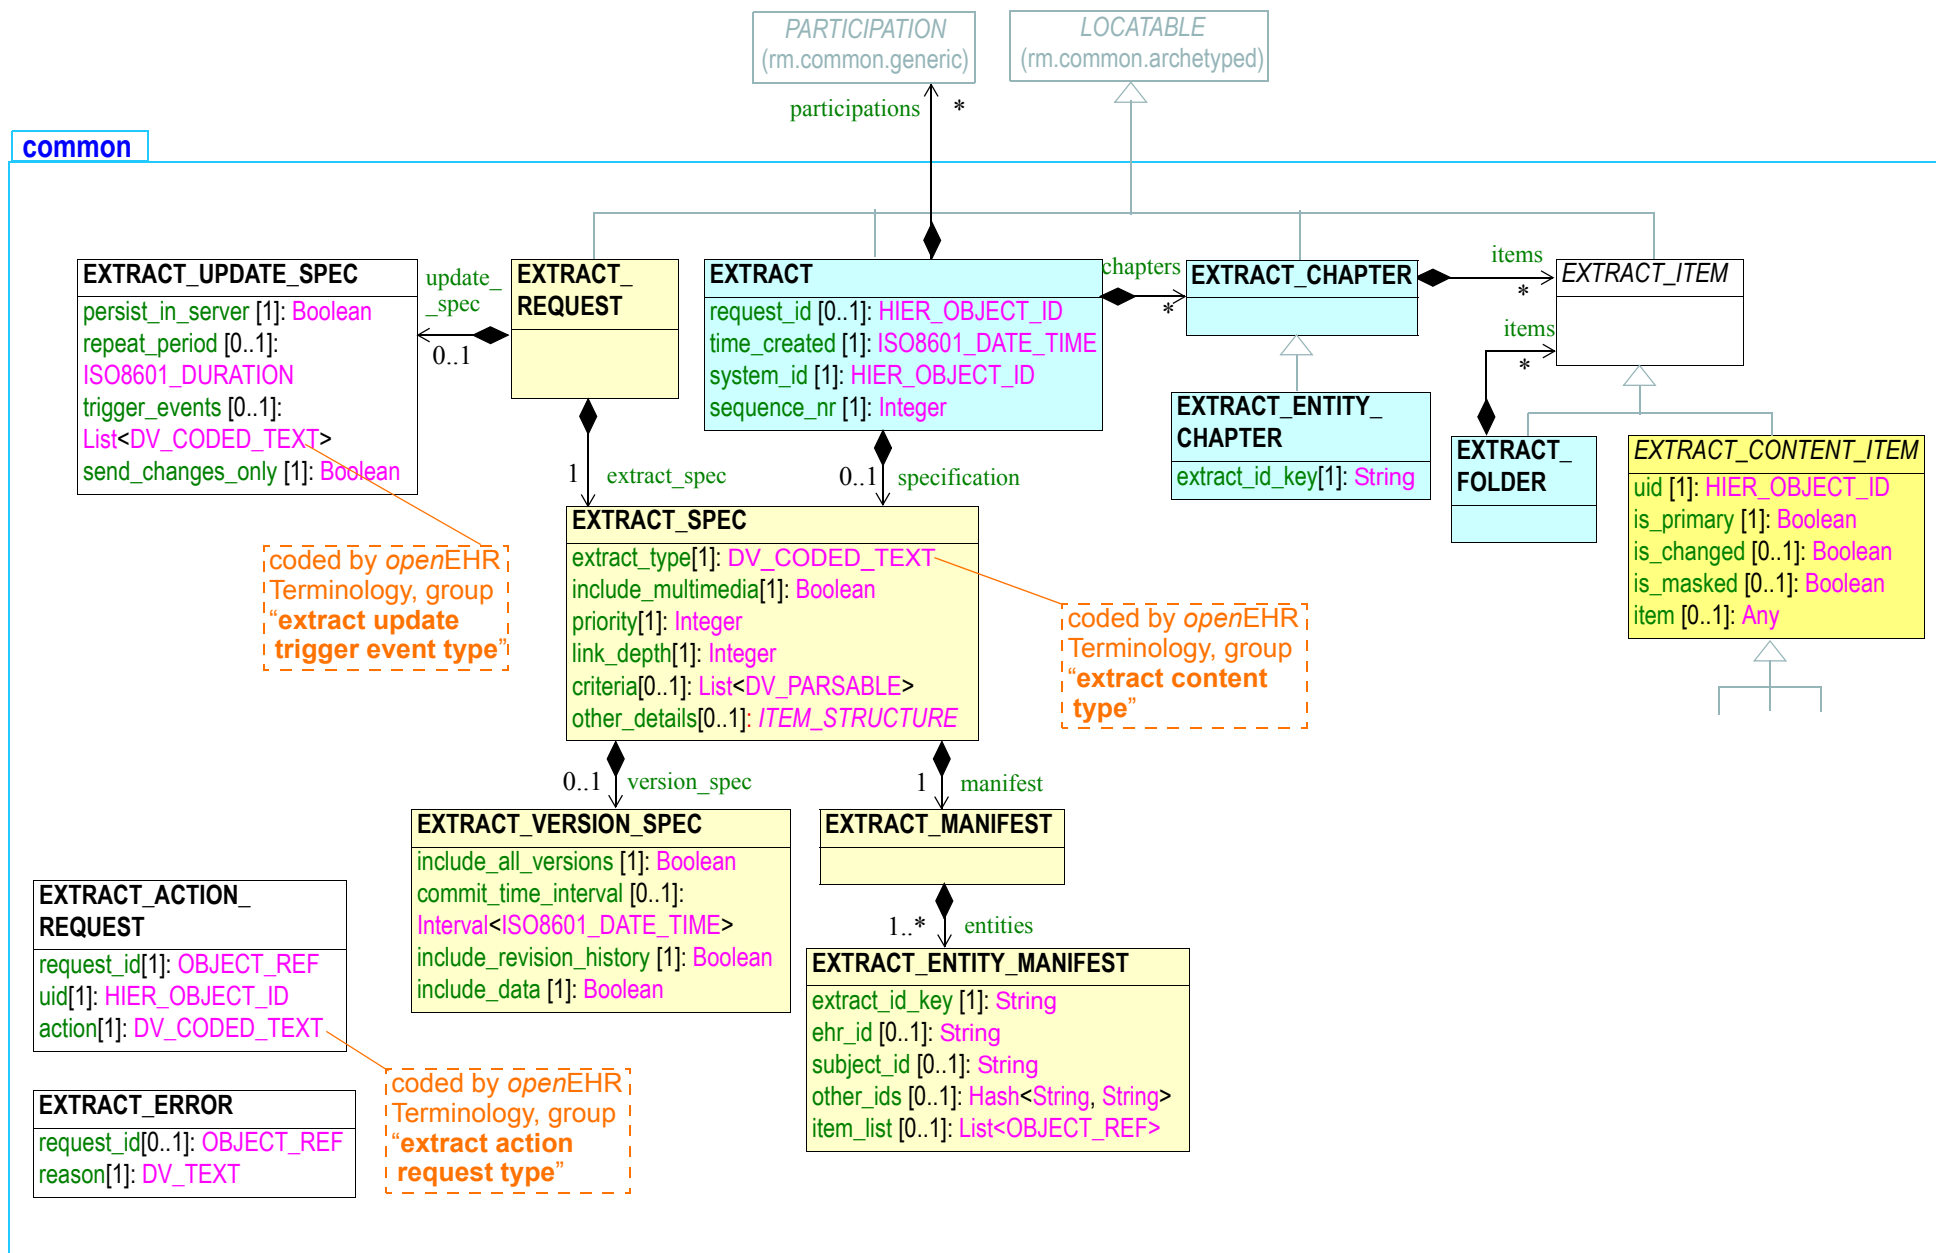 PARTICIPATION
(rm.common.generic)
LOCATABLE
(rm.common.archetyped)
participations
*
common
EXTRACT_UPDATE_SPEC
persist_in_server [1]: Boolean
repeat_period [0..1]:
ISO8601_DURATION
trigger_events [0..1]:
List<DV_CODED_TEXT>
send_changes_only [1]: Boolean
update_
_spec
0..1
EXTRACT_
REQUEST
EXTRACT
request_id [0..1]: HIER_OBJECT_ID
time_created [1]: ISO8601_DATE_TIME
system_id [1]: HIER_OBJECT_ID
sequence_nr [1]: Integer
chapters
*
EXTRACT_CHAPTER
items
*
EXTRACT_ITEM
items
*
EXTRACT_ENTITY_
CHAPTER
extract_id_key[1]: String
EXTRACT_
FOLDER
EXTRACT_CONTENT_ITEM
uid [1]: HIER_OBJECT_ID
is_primary [1]: Boolean
is_changed [0..1]: Boolean
is_masked [0..1]: Boolean
item [0..1]: Any
1
extract_spec
0..1
specification
EXTRACT_SPEC
extract_type[1]: DV_CODED_TEXT
include_multimedia[1]: Boolean
priority[1]: Integer
link_depth[1]: Integer
criteria[0..1]: List<DV_PARSABLE>
other_details[0..1]: ITEM_STRUCTURE
coded by openEHR
Terminology, group
“extract update
trigger event type”
coded by openEHR
Terminology, group
“extract content
type”
0..1
version_spec
1
manifest
EXTRACT_VERSION_SPEC
include_all_versions [1]: Boolean
commit_time_interval [0..1]:
Interval<ISO8601_DATE_TIME>
include_revision_history [1]: Boolean
include_data [1]: Boolean
EXTRACT_MANIFEST
1..*
entities
EXTRACT_ENTITY_MANIFEST
extract_id_key [1]: String
ehr_id [0..1]: String
subject_id [0..1]: String
other_ids [0..1]: Hash<String, String>
item_list [0..1]: List<OBJECT_REF>
EXTRACT_ACTION_
REQUEST
request_id[1]: OBJECT_REF
uid[1]: HIER_OBJECT_ID
action[1]: DV_CODED_TEXT
coded by openEHR
Terminology, group
“extract action
request type”
EXTRACT_ERROR
request_id[0..1]: OBJECT_REF
reason[1]: DV_TEXT